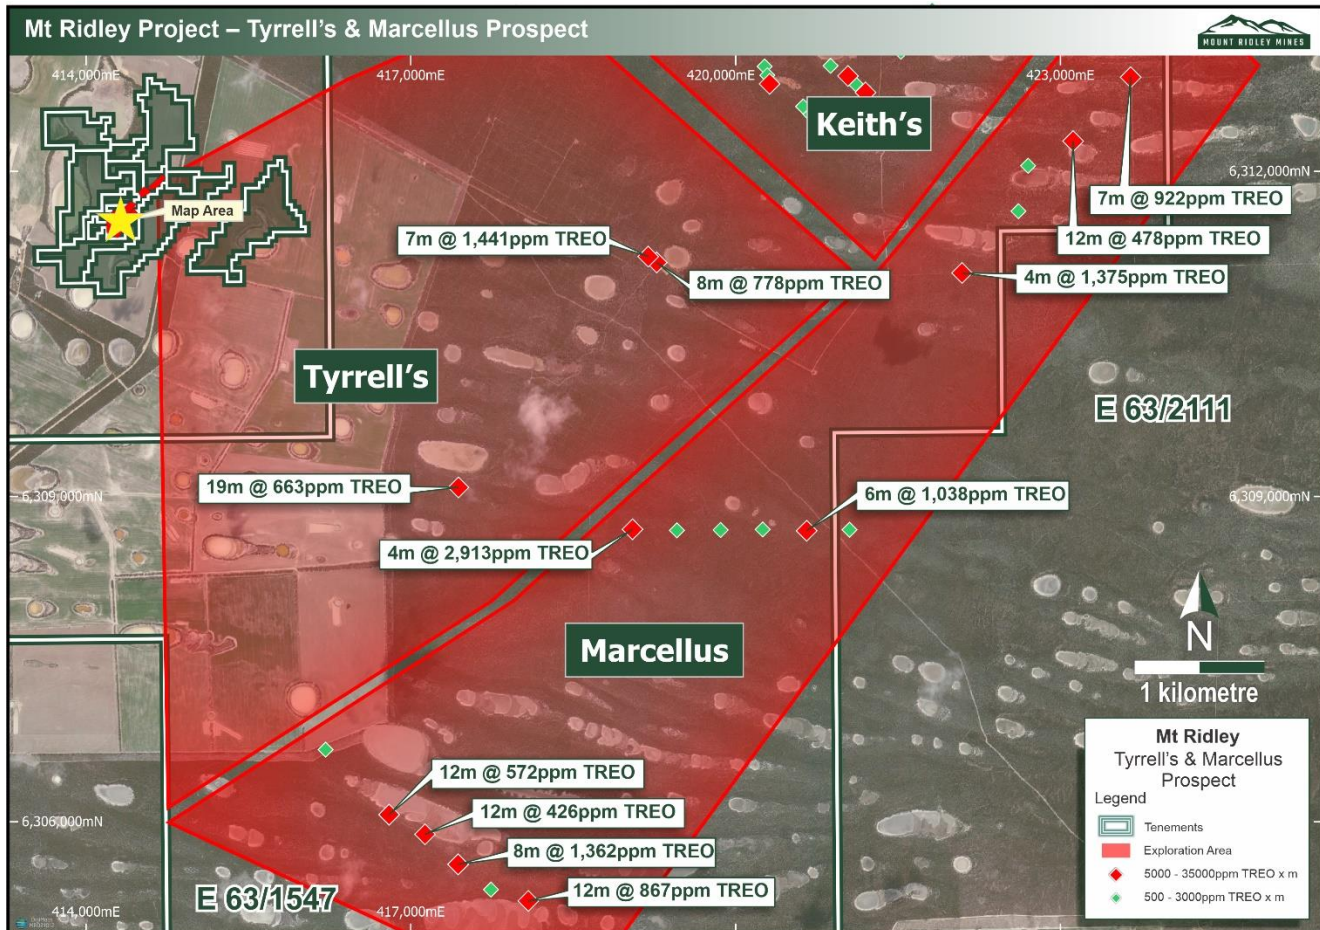 Mt Ridley Project – Tyrrell's & Marcellus Prospect
MOUNT RIDLEY MINES
414,000mE
417,000mE
420,000mE
423,000mE
Keith's
6,312,000mN
Map Area
7m @ 922ppm TREO
12m @ 478ppm TREO
7m @ 1,441ppm TREO
8m @ 778ppm TREO
4m @ 1,375ppm TREO
Tyrrell's
E 63/2111
19m @ 663ppm TREO
6,309,000mN
6m @ 1,038ppm TREO
6,309,000mN
4m @ 2,913ppm TREO
Marcellus
N
1 kilometre
12m @ 572ppm TREO
12m @ 426ppm TREO
6,306,000mN
8m @ 1,362ppm TREO
12m @ 867ppm TREO
E 63/1547
414,000mE
417,000mE
Mt Ridley
Tyrrell's & Marcellus
Prospect
Legend
Tenements
Exploration Area
5000 - 35000ppm TREO x m
500 - 3000ppm TREO x m